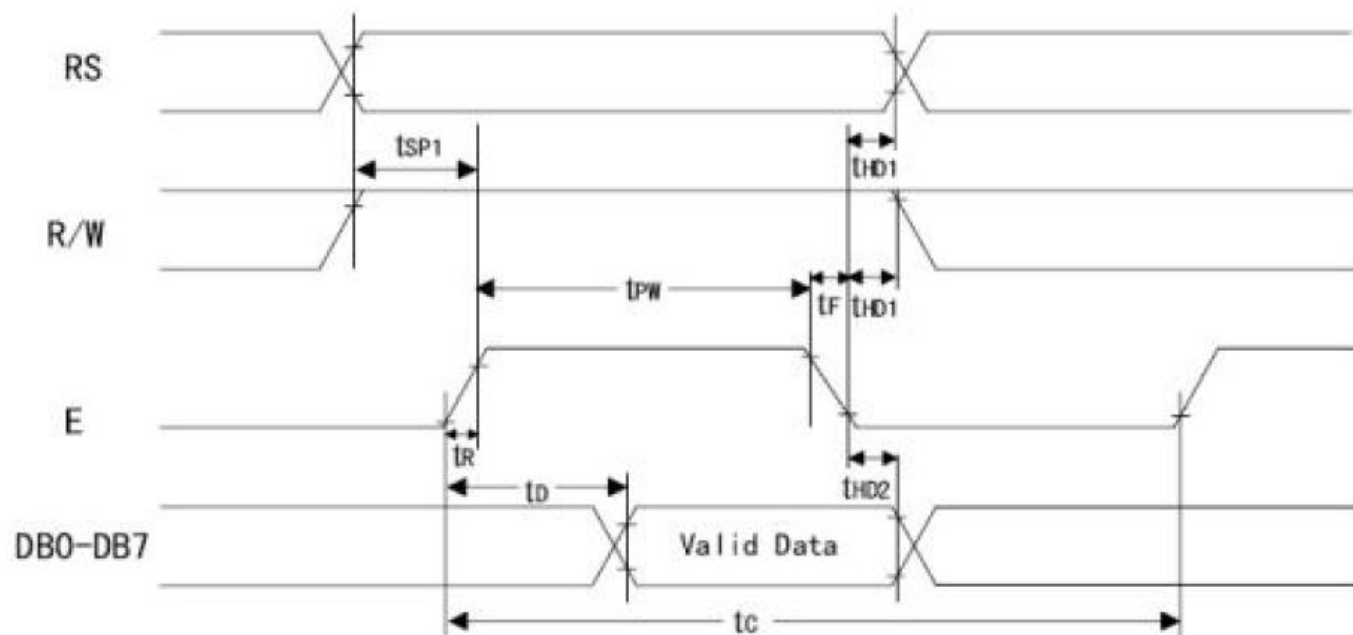 RS
tSP1
tHD1
R/W
tPW
tF
tHD1
E
tR
tD
tHD2
DB0-DB7
Valid Data
tC